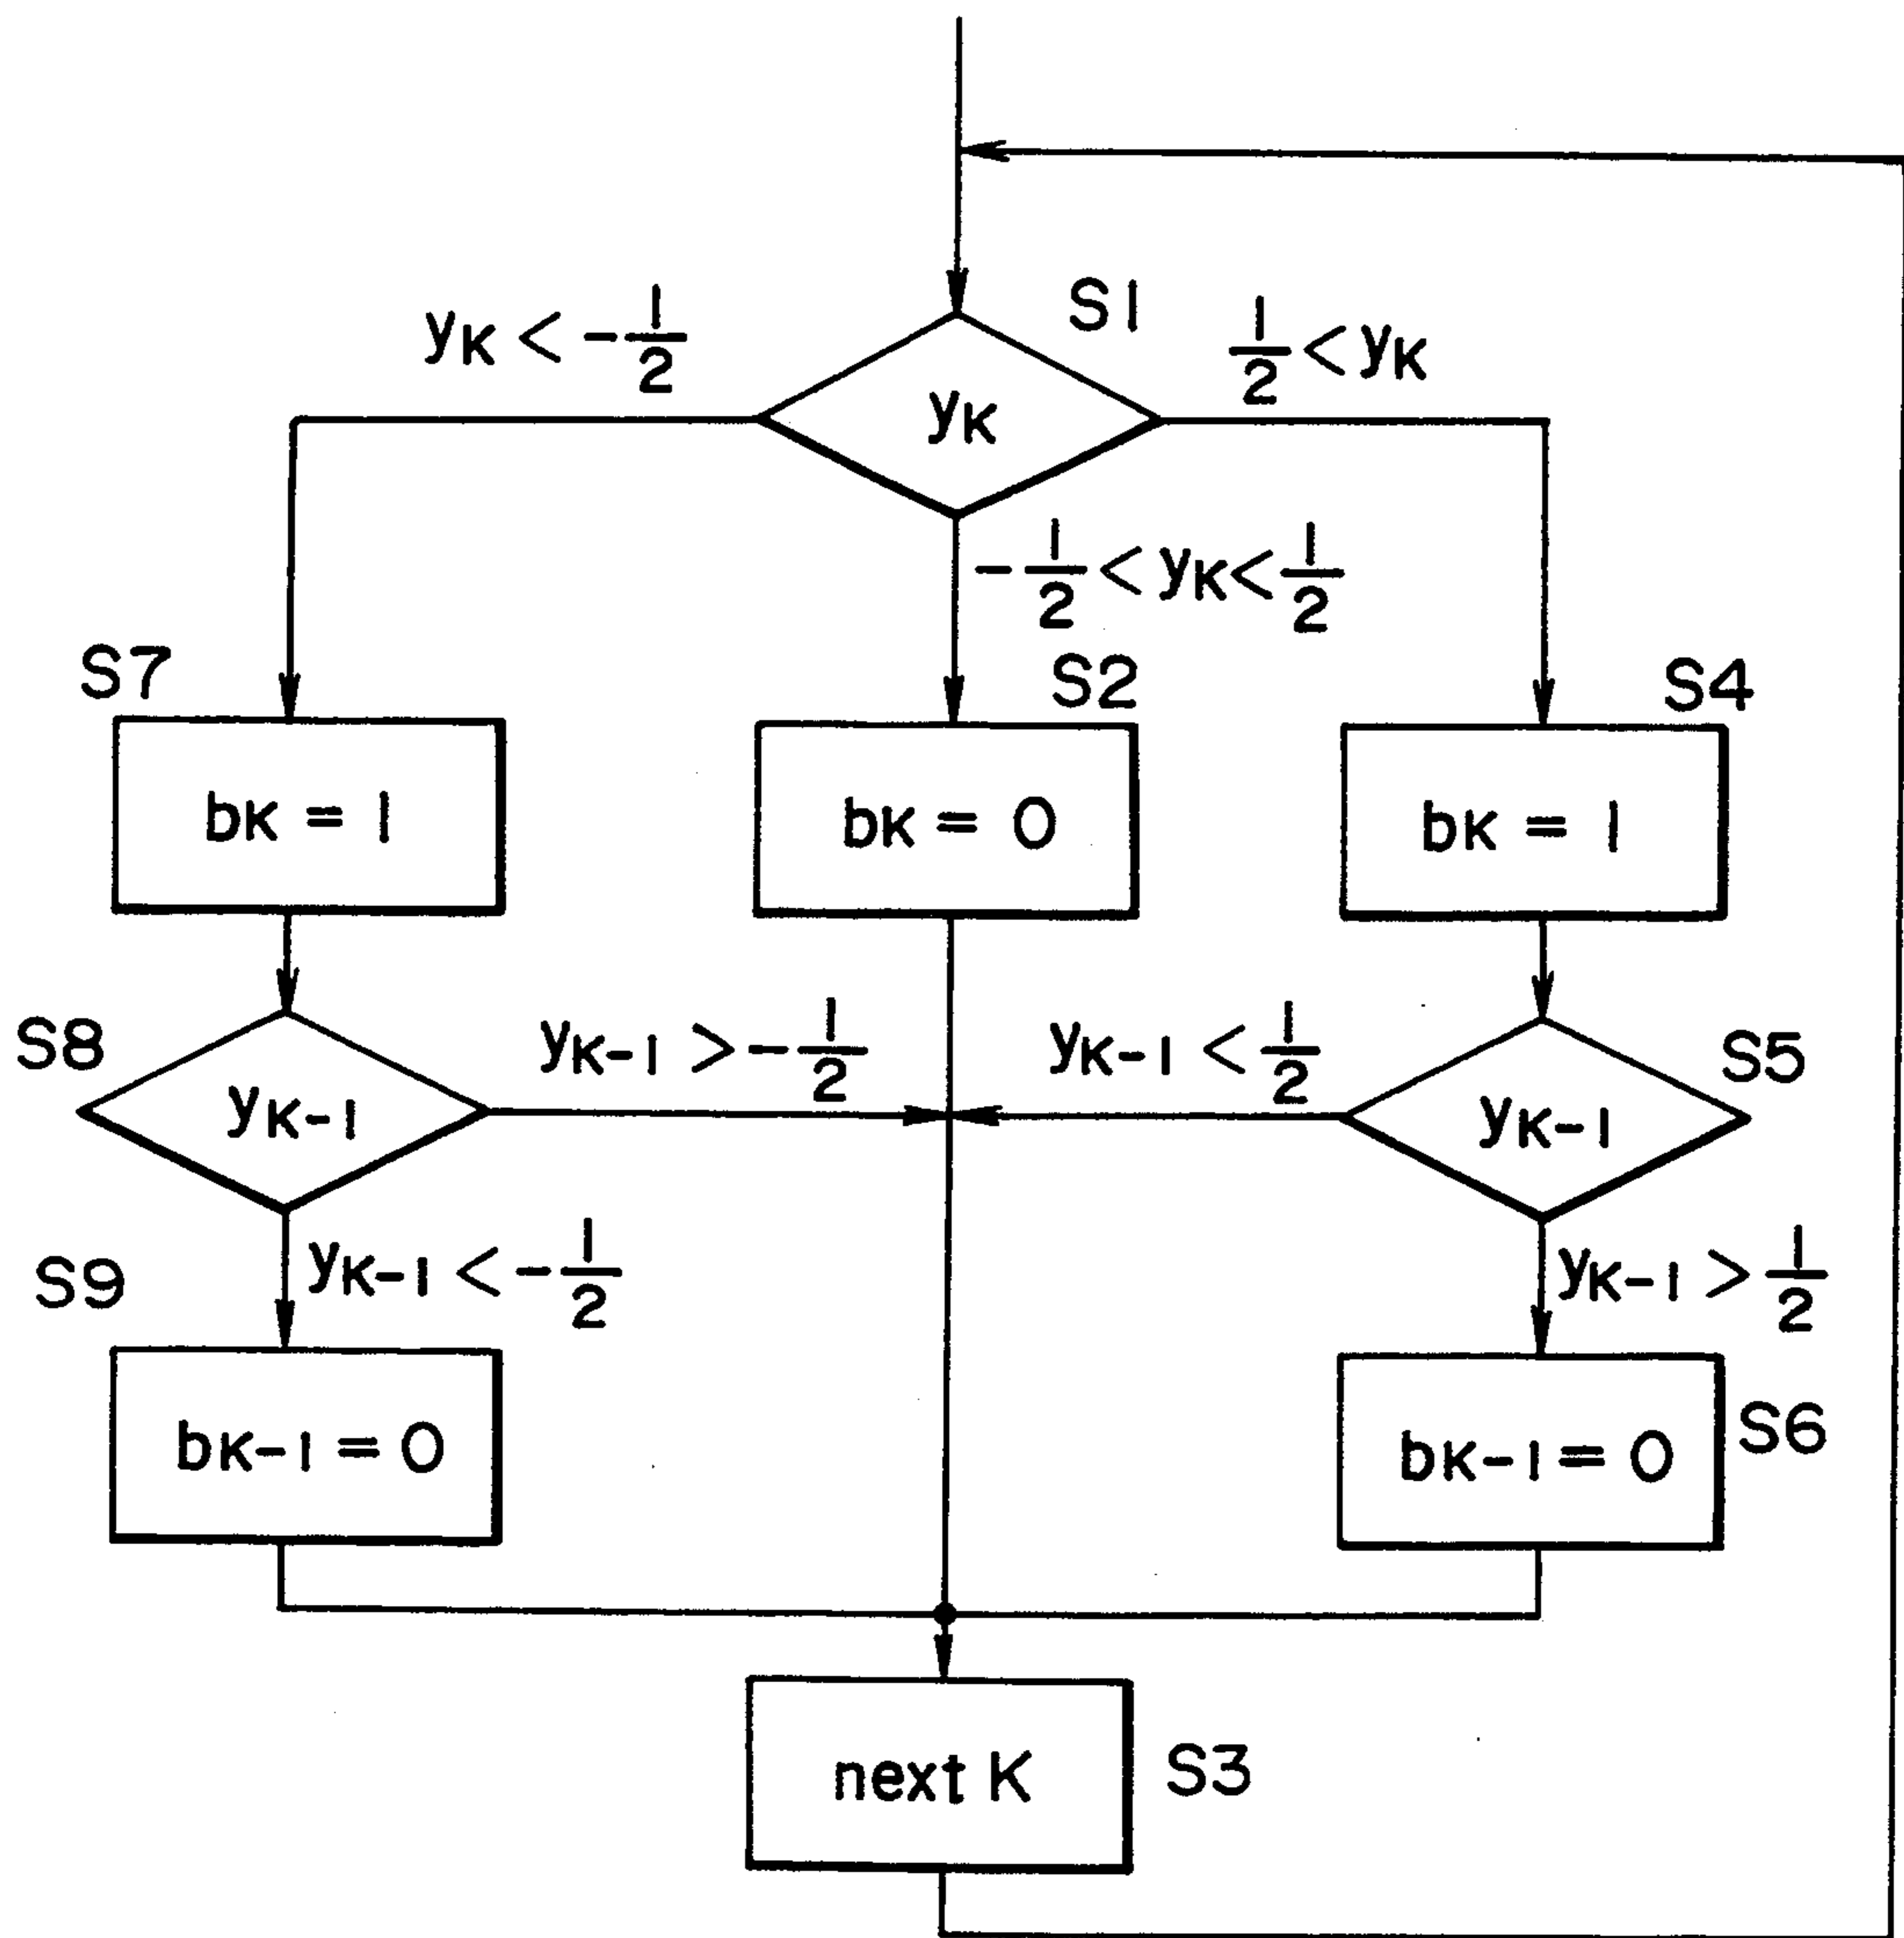 S1
yK < -1/2
1/2 < yK
yK
-1/2 < yK < 1/2
S7
S2
S4
bK = 1
bK = 0
bK = 1
S8
yK-1 > -1/2
yK-1 < 1/2
S5
yK-1
yK-1
S9
yK-1 < -1/2
yK-1 > 1/2
bK-1 = 0
bK-1 = 0
S6
next K
S3